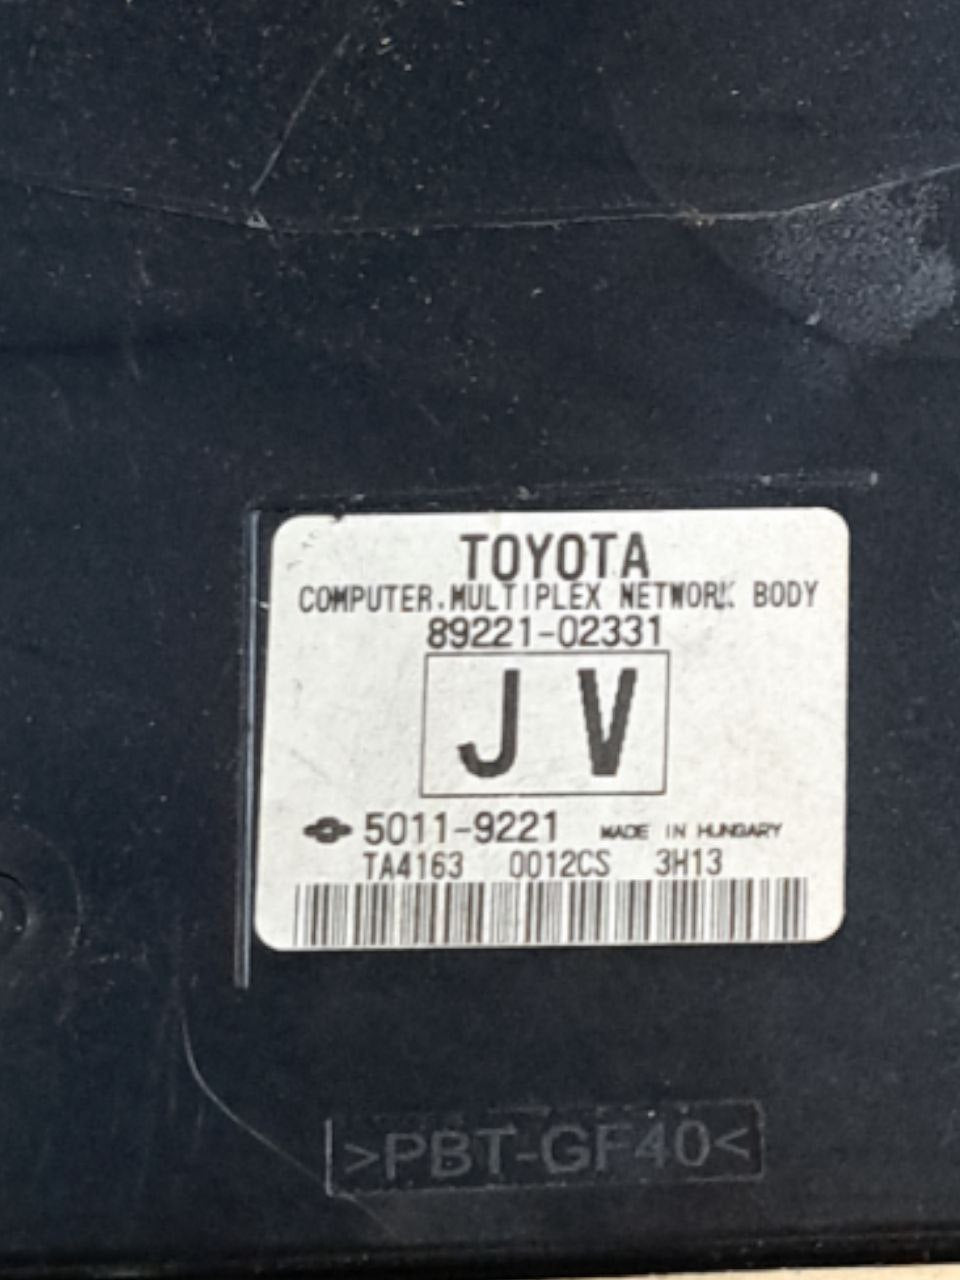 TOYOTA
COMPUTER.MULTIPLEX NETWORK BODY
89221-02331
J V
5011-9221 MADE IN HUNGARY
TA4163 0012CS 3H13
>PBT-GF40<